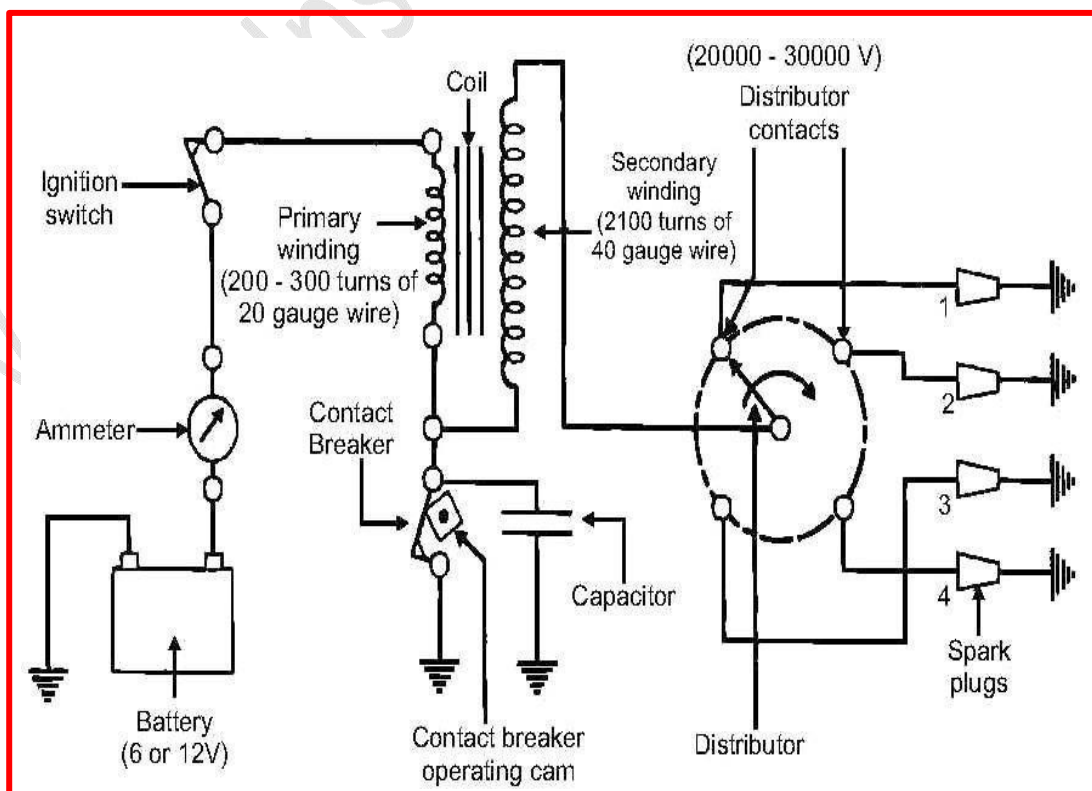 (20000 - 30000 V)
Distributor
contacts
Coil
Ignition
switch
Primary
winding
(200 - 300 turns of
20 gauge wire)
Secondary
winding
(2100 turns of
40 gauge wire)
1
2
3
4
Ammeter
Contact
Breaker
Capacitor
Spark
plugs
Battery
(6 or 12V)
Contact breaker
operating cam
Distributor